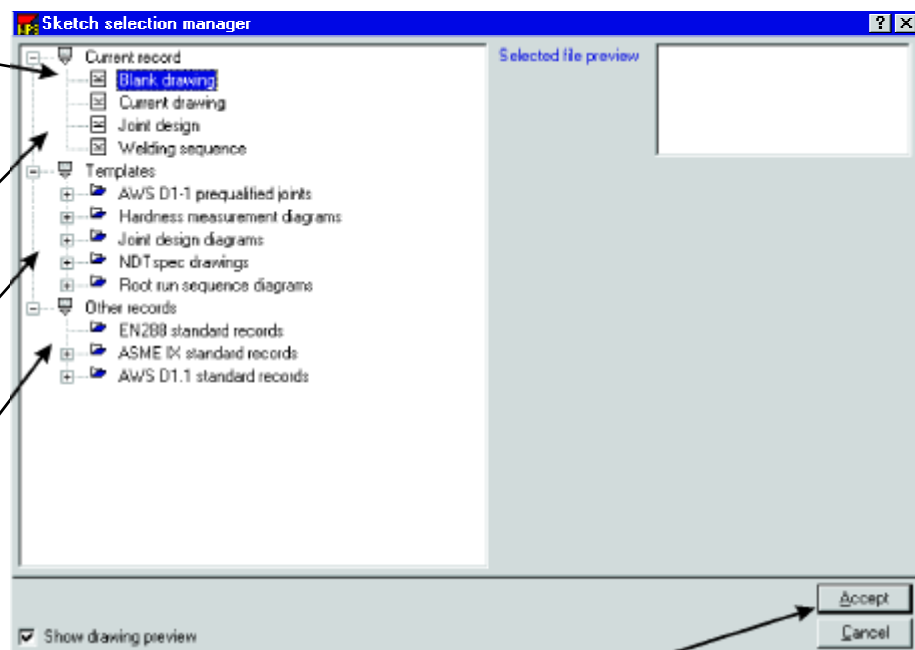 Sketch selection manager
Current record
Selected file preview
Blank drawing
Current drawing
Joint design
Welding sequence
Templates
AWS D1-1 prequalified joints
Hardness measurement diagrams
Joint design diagrams
NDT spec drawings
Root run sequence diagrams
Other records
EN288 standard records
ASME IX standard records
AWS D1.1 standard records
Accept
Show drawing preview
Cancel